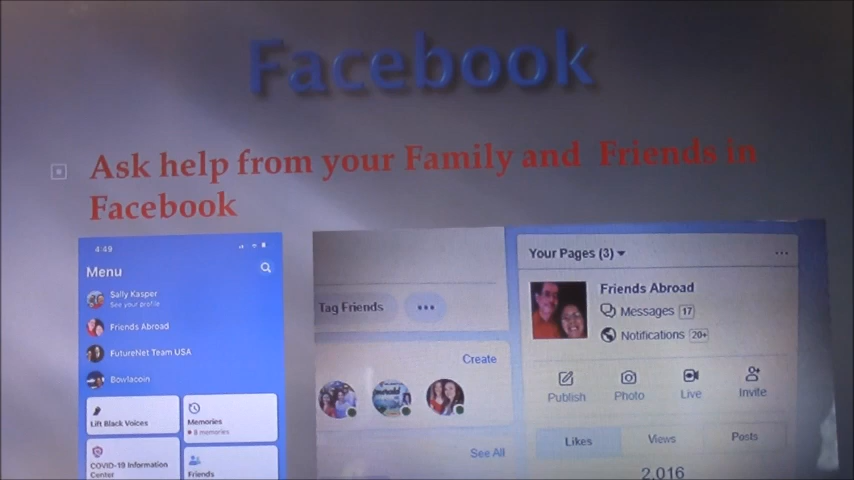 Facebook
Ask help from your Family and Friends in
Facebook
4:49
Menu
Sally Kasper
See your profile
Friends Abroad
FutureNet Team USA
Bowlacoin
Lift Black Voices
Memories
8 memories
COVID-19 Information
Center
Friends
Tag Friends
Create
See All
Your Pages (3)
Friends Abroad
Messages 17
Notifications 20+
Publish
Photo
Live
Invite
Likes
Views
Posts
2,016